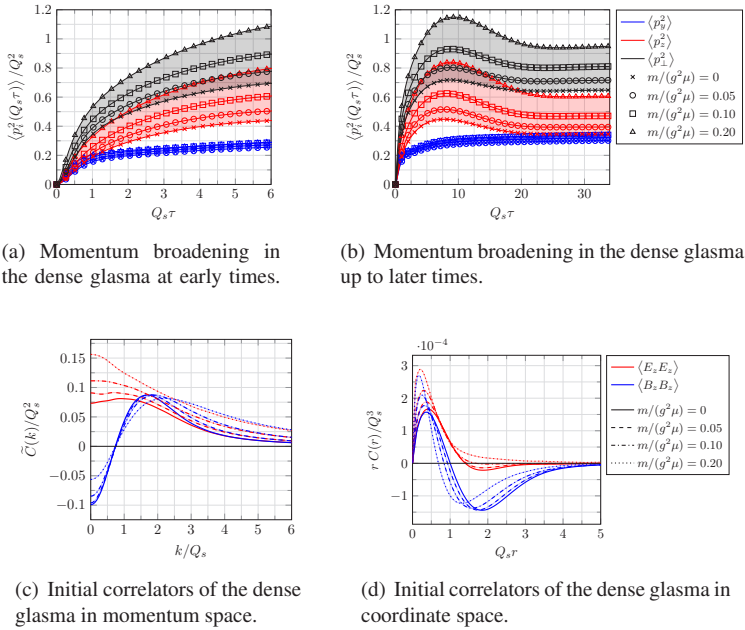 1.2
1
0.8
0.6
0.4
0.2
0
⟨p_i^2(Q_sτ)⟩/Q_s^2
0 1.0 2.0 3.0 4.0 5.0 6
Q_sτ
1.2
1
0.8
0.6
0.4
0.2
0
⟨p_i^2(Q_sτ)⟩/Q_s^2
0 10 20 30
Q_sτ
⟨p_y^2⟩
⟨p_z^2⟩
⟨p_⊥^2⟩
m/(g^2μ) = 0
m/(g^2μ) = 0.05
m/(g^2μ) = 0.10
m/(g^2μ) = 0.20
(a) Momentum broadening in
the dense glasma at early times.
(b) Momentum broadening in the dense glasma
up to later times.
0.15
0.1
0.05
0
−0.05
−0.1
C̃(k)/Q_s^2
0 1 2 3 4 5 6
k/Q_s
·10^−4
3
2
1
0
−1
r C(r)/Q_s^3
0 1 2 3 4 5
Q_sr
⟨E_zE_z⟩
⟨B_zB_z⟩
m/(g^2μ) = 0
m/(g^2μ) = 0.05
m/(g^2μ) = 0.10
m/(g^2μ) = 0.20
(c) Initial correlators of the dense
glasma in momentum space.
(d) Initial correlators of the dense glasma in
coordinate space.